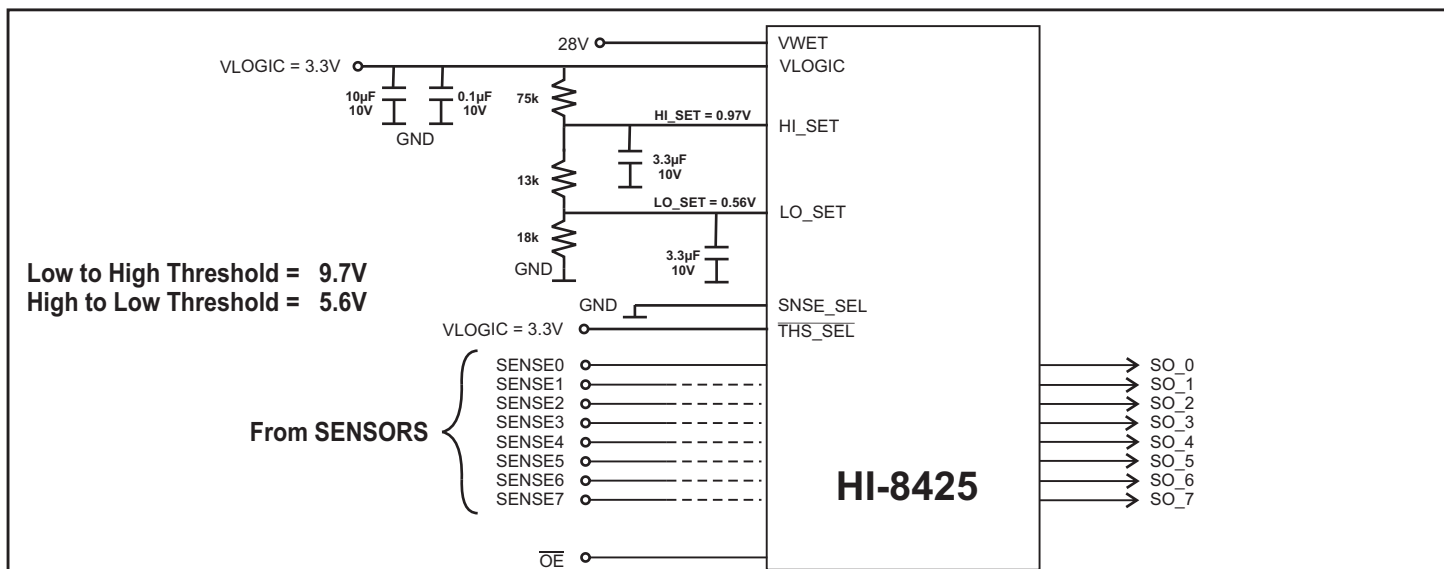 28V
VWET
VLOGIC = 3.3V
VLOGIC
10µF
10V
0.1µF
10V
75k
GND
HI_SET = 0.97V
HI_SET
3.3µF
10V
13k
LO_SET = 0.56V
LO_SET
18k
3.3µF
10V
GND
Low to High Threshold = 9.7V
High to Low Threshold = 5.6V
GND
SNSE_SEL
VLOGIC = 3.3V
THS_SEL
SENSE0
SO_0
SENSE1
SO_1
SENSE2
SO_2
SENSE3
SO_3
From SENSORS
SENSE4
SO_4
SENSE5
SO_5
SENSE6
SO_6
SENSE7
SO_7
HI-8425
OE